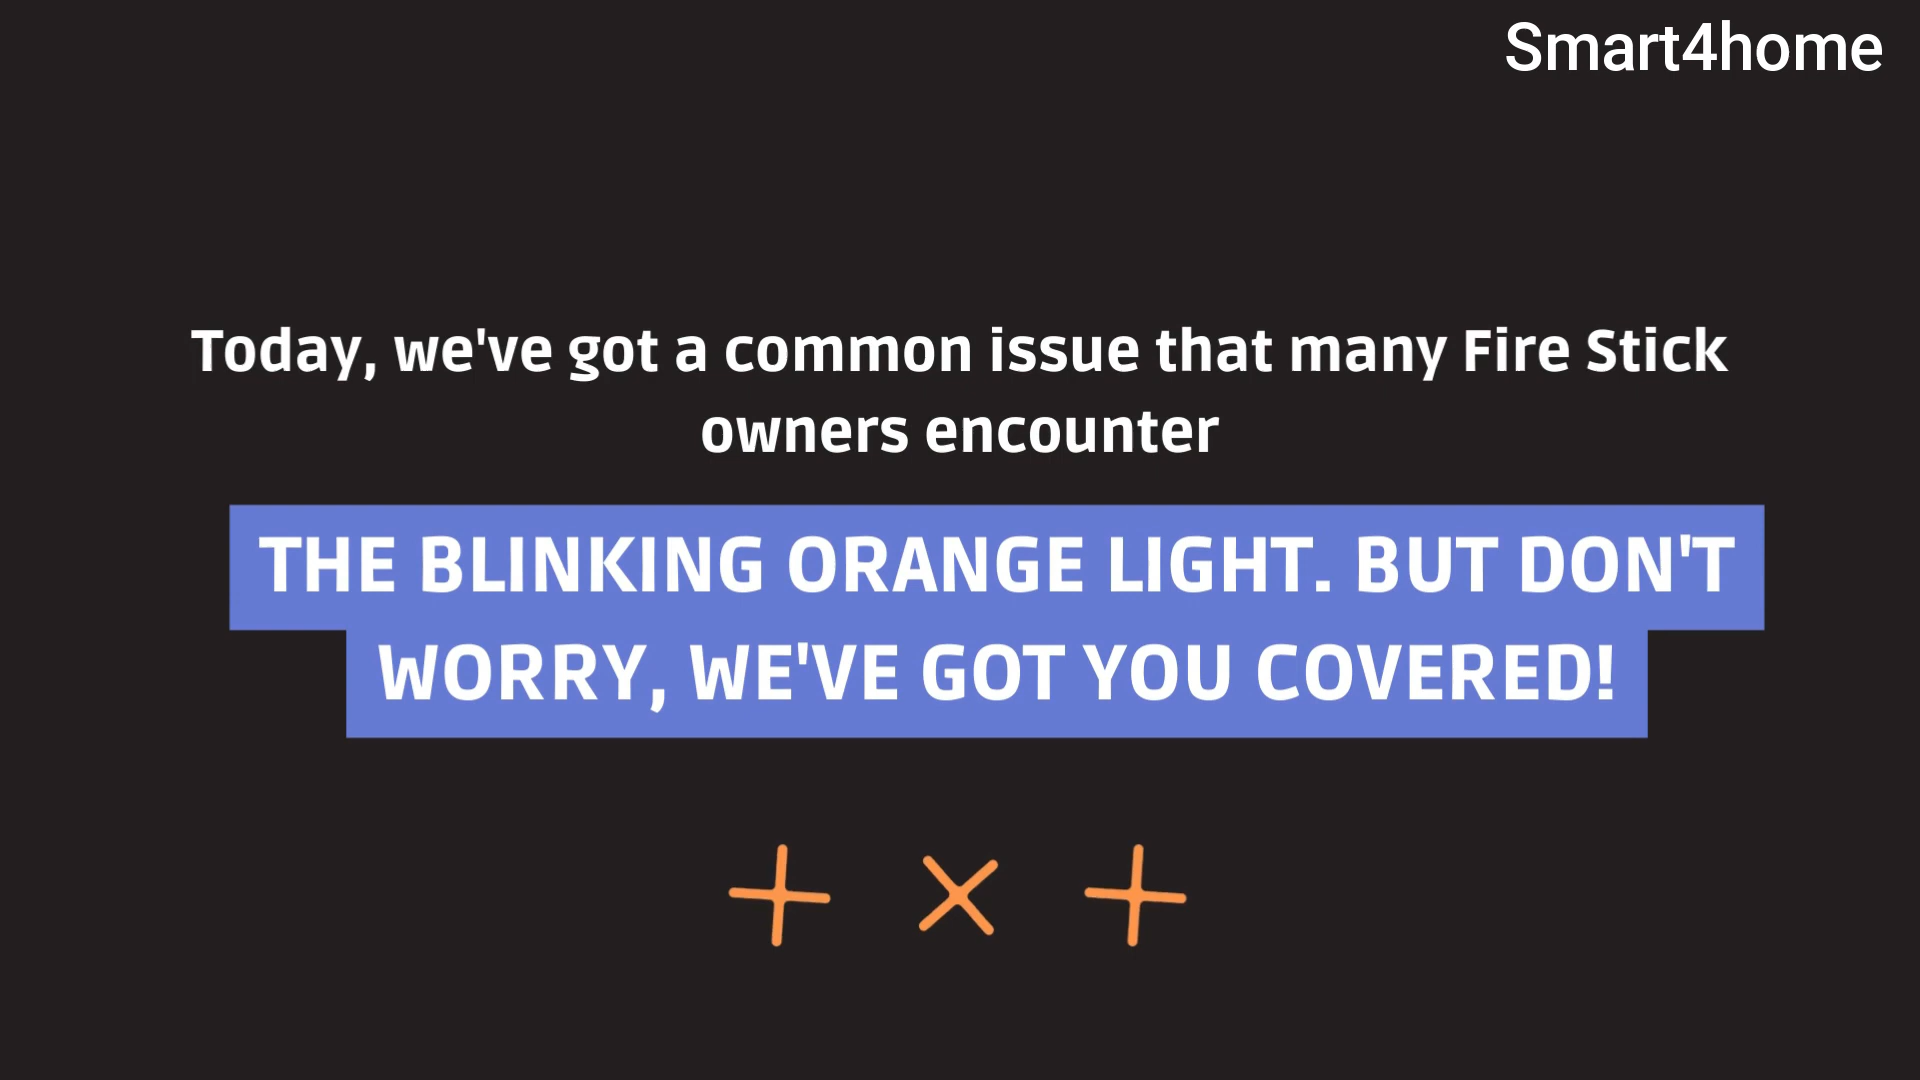 Smart4home
Today, we've got a common issue that many Fire Stick
owners encounter
THE BLINKING ORANGE LIGHT. BUT DON'T
WORRY, WE'VE GOT YOU COVERED!